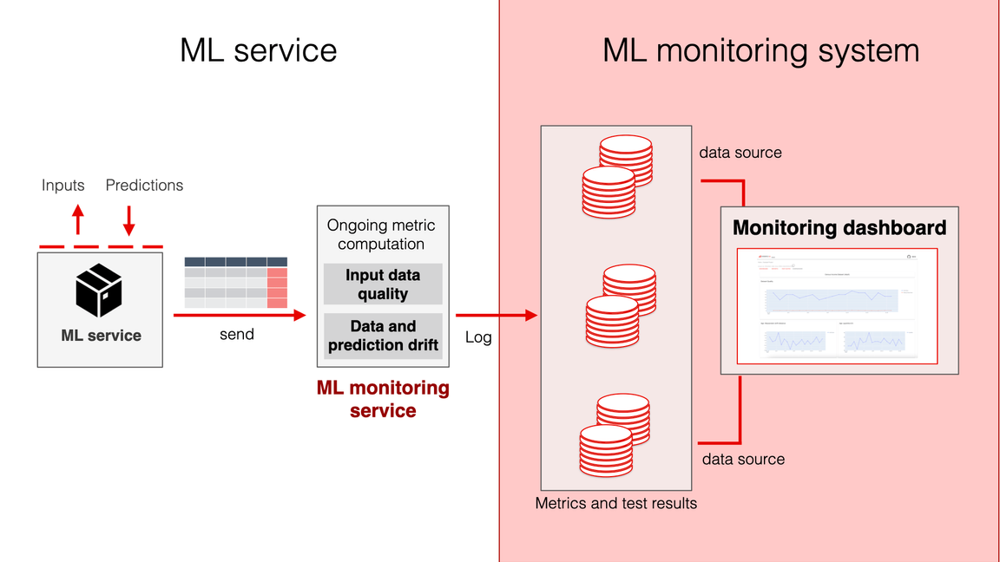 ML service
ML monitoring system
data source
Inputs
Predictions
Ongoing metric
computation
Monitoring dashboard
Input data
quality
ML service
send
Data and
prediction drift
Log
ML monitoring
service
data source
Metrics and test results